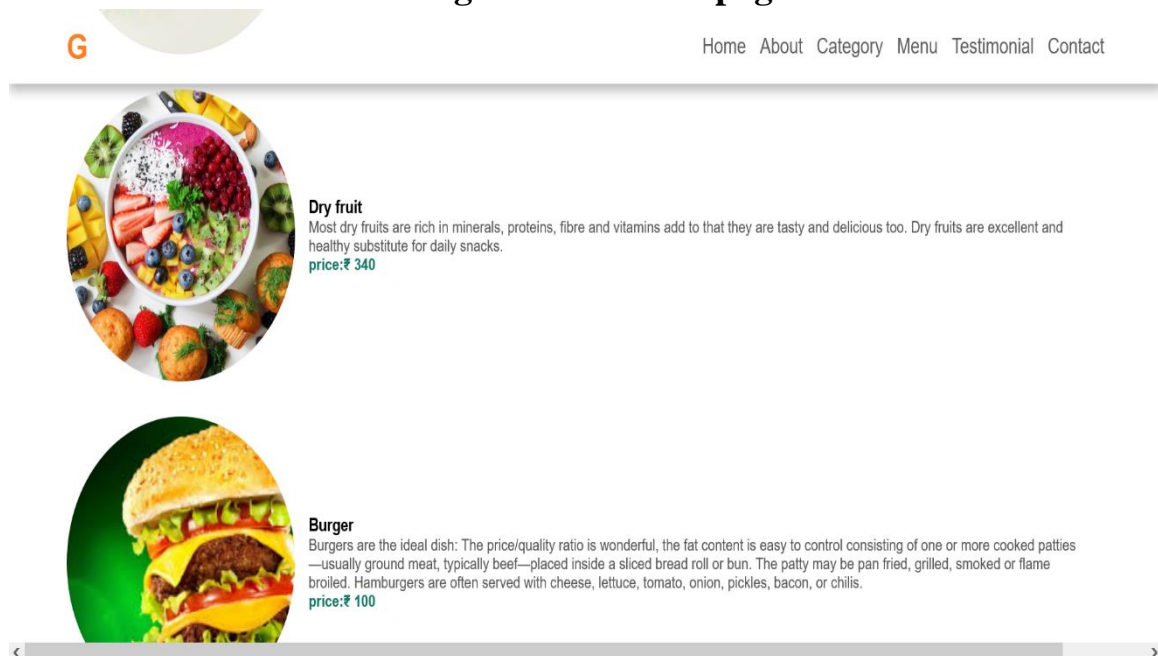 G
Home About Category Menu Testimonial Contact
Dry fruit
Most dry fruits are rich in minerals, proteins, fibre and vitamins add to that they are tasty and delicious too. Dry fruits are excellent and
healthy substitute for daily snacks.
price:₹ 340
Burger
Burgers are the ideal dish: The price/quality ratio is wonderful, the fat content is easy to control consisting of one or more cooked patties
—usually ground meat, typically beef—placed inside a sliced bread roll or bun. The patty may be pan fried, grilled, smoked or flame
broiled. Hamburgers are often served with cheese, lettuce, tomato, onion, pickles, bacon, or chilis.
price:₹ 100